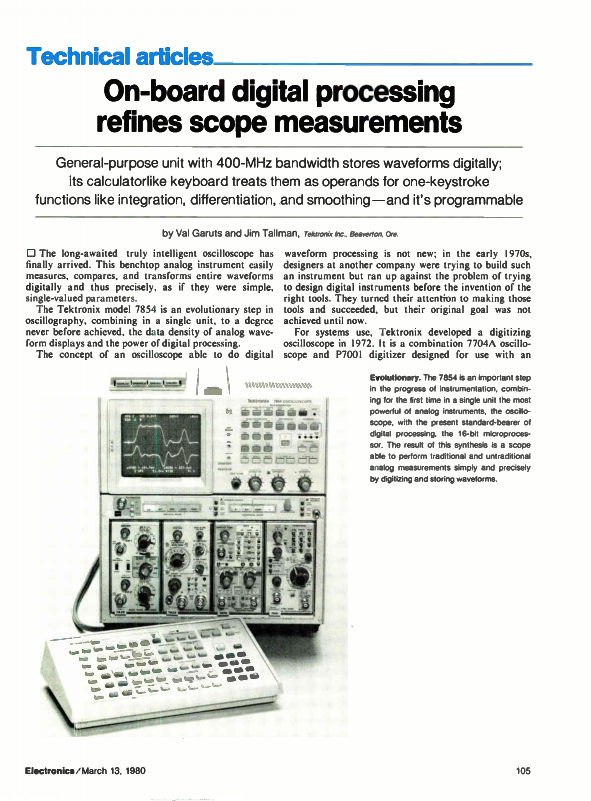 Technical articles
On-board digital processing
refines scope measurements
General-purpose unit with 400-MHz bandwidth stores waveforms digitally;
its calculatorlike keyboard treats them as operands for one-keystroke
functions like integration, differentiation, and smoothing—and it's programmable
by Val Garuts and Jim Tallman, Tektronix Inc., Beaverton, Ore.
□ The long-awaited truly intelligent oscilloscope has
finally arrived. This benchtop analog instrument easily
measures, compares, and transforms entire waveforms
digitally and thus precisely, as if they were simple,
single-valued parameters.
The Tektronix model 7854 is an evolutionary step in
oscillography, combining in a single unit, to a degree
never before achieved, the data density of analog wave-
form displays and the power of digital processing.
The concept of an oscilloscope able to do digital
waveform processing is not new; in the early 1970s,
designers at another company were trying to build such
an instrument but ran up against the problem of trying
to design digital instruments before the invention of the
right tools. They turned their attention to making those
tools and succeeded, but their original goal was not
achieved until now.
For systems use, Tektronix developed a digitizing
oscilloscope in 1972. It is a combination 7704A oscillo-
scope and P7001 digitizer designed for use with an
Evolutionary. The 7854 is an important step
in the progress of instrumentation, combin-
ing for the first time in a single unit the most
powerful of analog instruments, the oscillo-
scope, with the present standard-bearer of
digital processing, the 16-bit microproces-
sor. The result of this synthesis is a scope
able to perform traditional and untraditional
analog measurements simply and precisely
by digitizing and storing waveforms.
Electronics/March 13, 1980
105